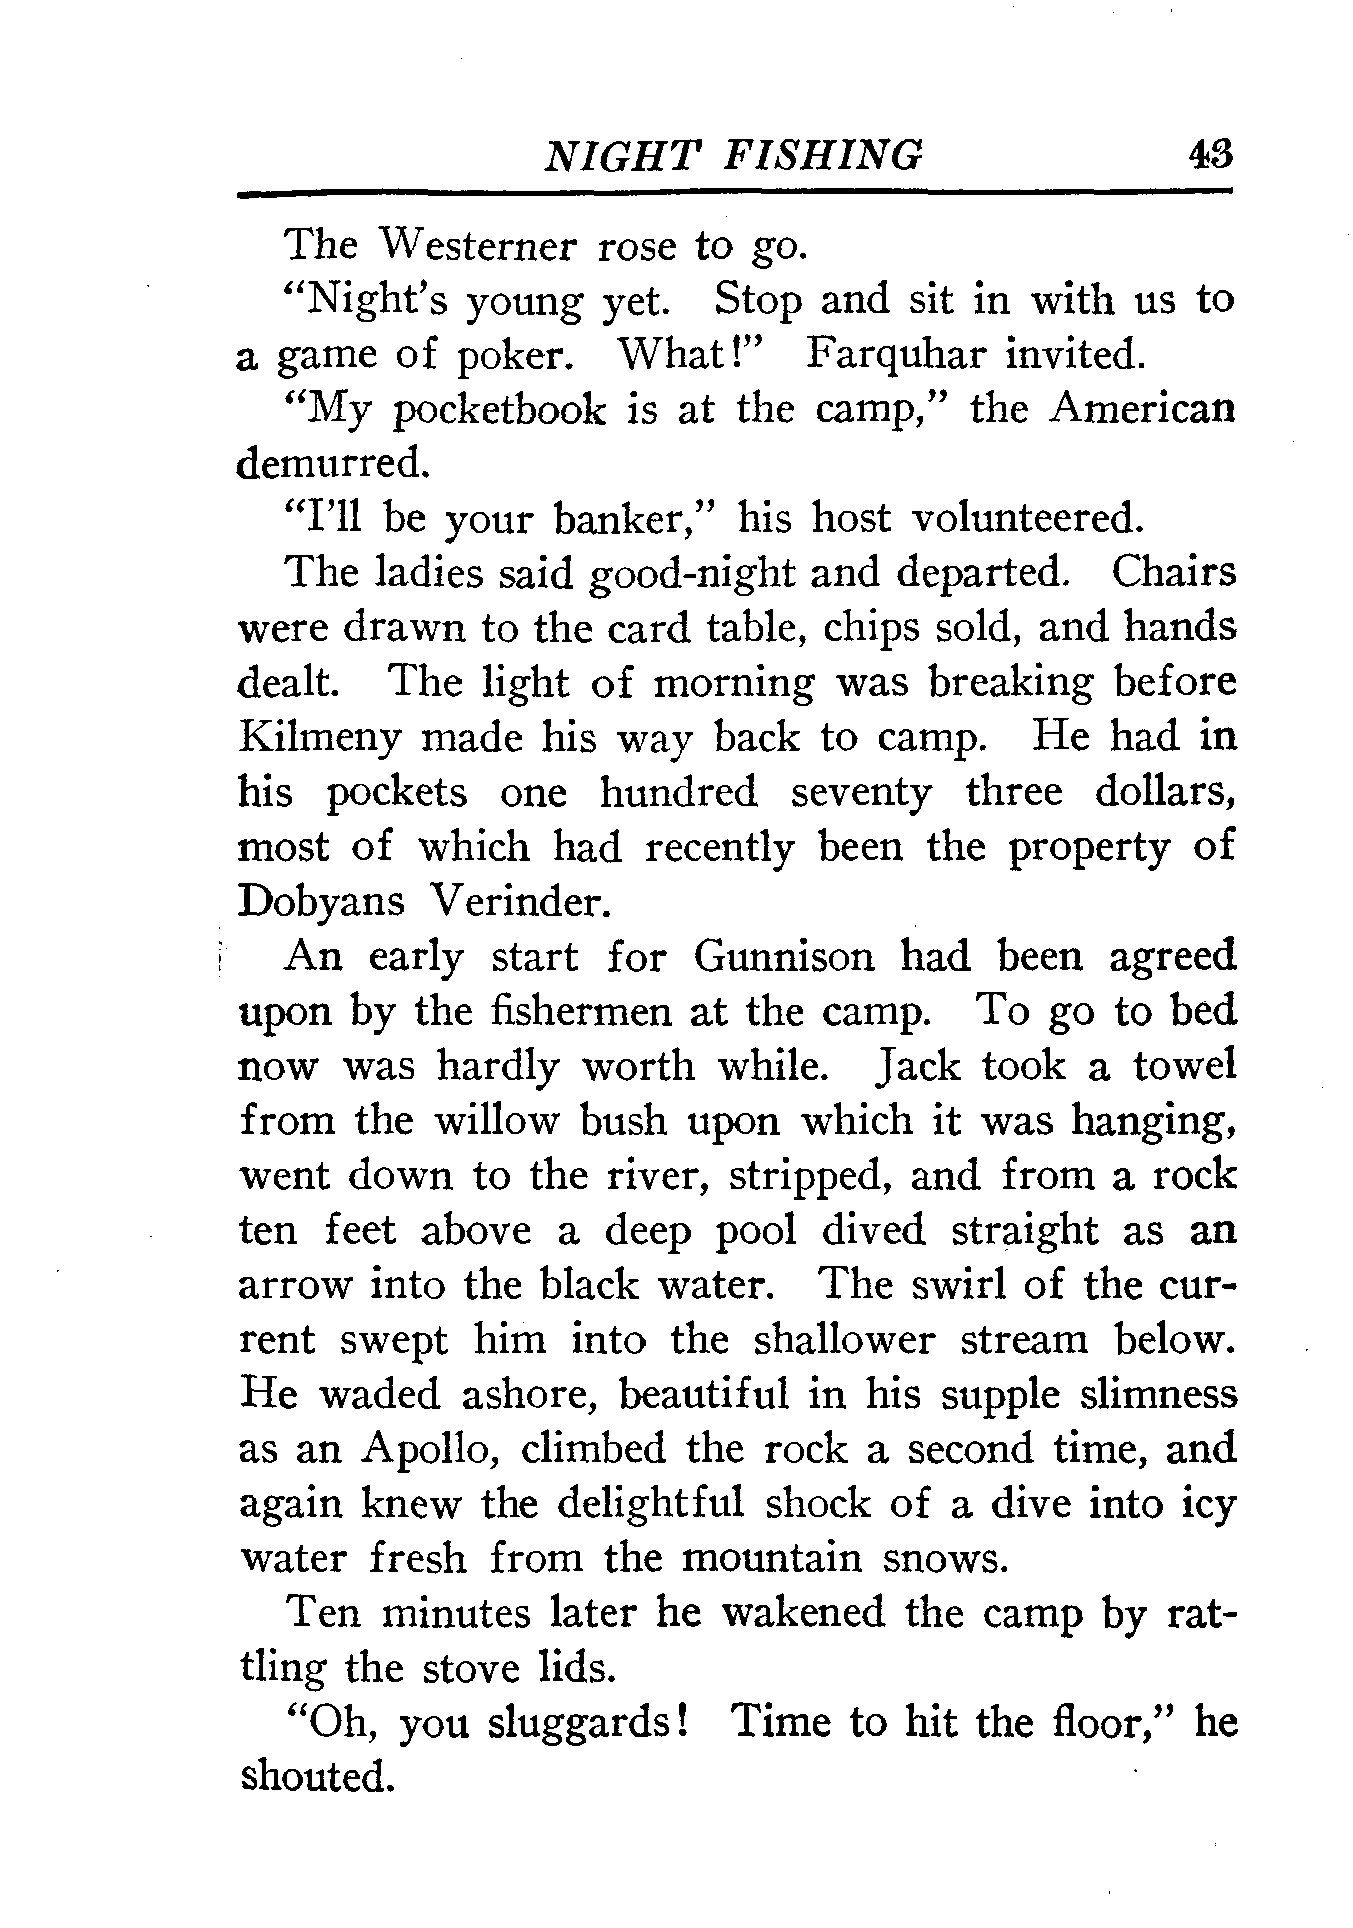 NIGHT FISHING 43
The Westerner rose to go.
“Night’s young yet. Stop and sit in with us to
a game of poker. What!” Farquhar invited.
“My pocketbook is at the camp,” the American
demurred.
“I’ll be your banker,” his host volunteered.
The ladies said good-night and departed. Chairs
were drawn to the card table, chips sold, and hands
dealt. The light of morning was breaking before
Kilmeny made his way back to camp. He had in
his pockets one hundred seventy three dollars,
most of which had recently been the property of
Dobyans Verinder.
An early start for Gunnison had been agreed
upon by the fishermen at the camp. To go to bed
now was hardly worth while. Jack took a towel
from the willow bush upon which it was hanging,
went down to the river, stripped, and from a rock
ten feet above a deep pool dived straight as an
arrow into the black water. The swirl of the cur-
rent swept him into the shallower stream below.
He waded ashore, beautiful in his supple slimness
as an Apollo, climbed the rock a second time, and
again knew the delightful shock of a dive into icy
water fresh from the mountain snows.
Ten minutes later he wakened the camp by rat-
tling the stove lids.
“Oh, you sluggards! Time to hit the floor,” he
shouted.